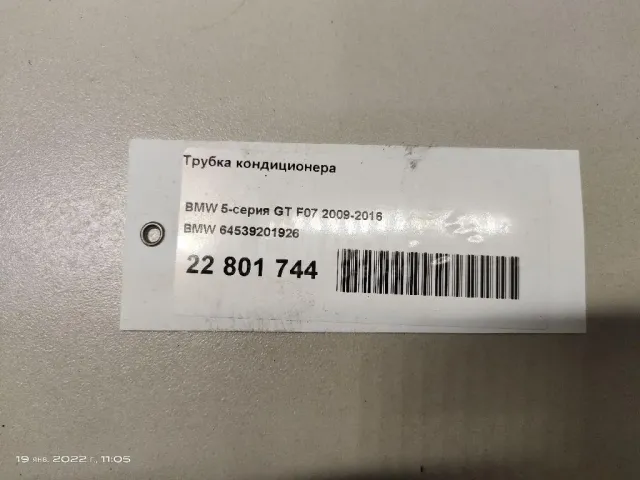 Трубка кондиционера
BMW 5-серия GT F07 2009-2016
BMW 64539201926
22 801 744
19 янв. 2022 г., 11:05